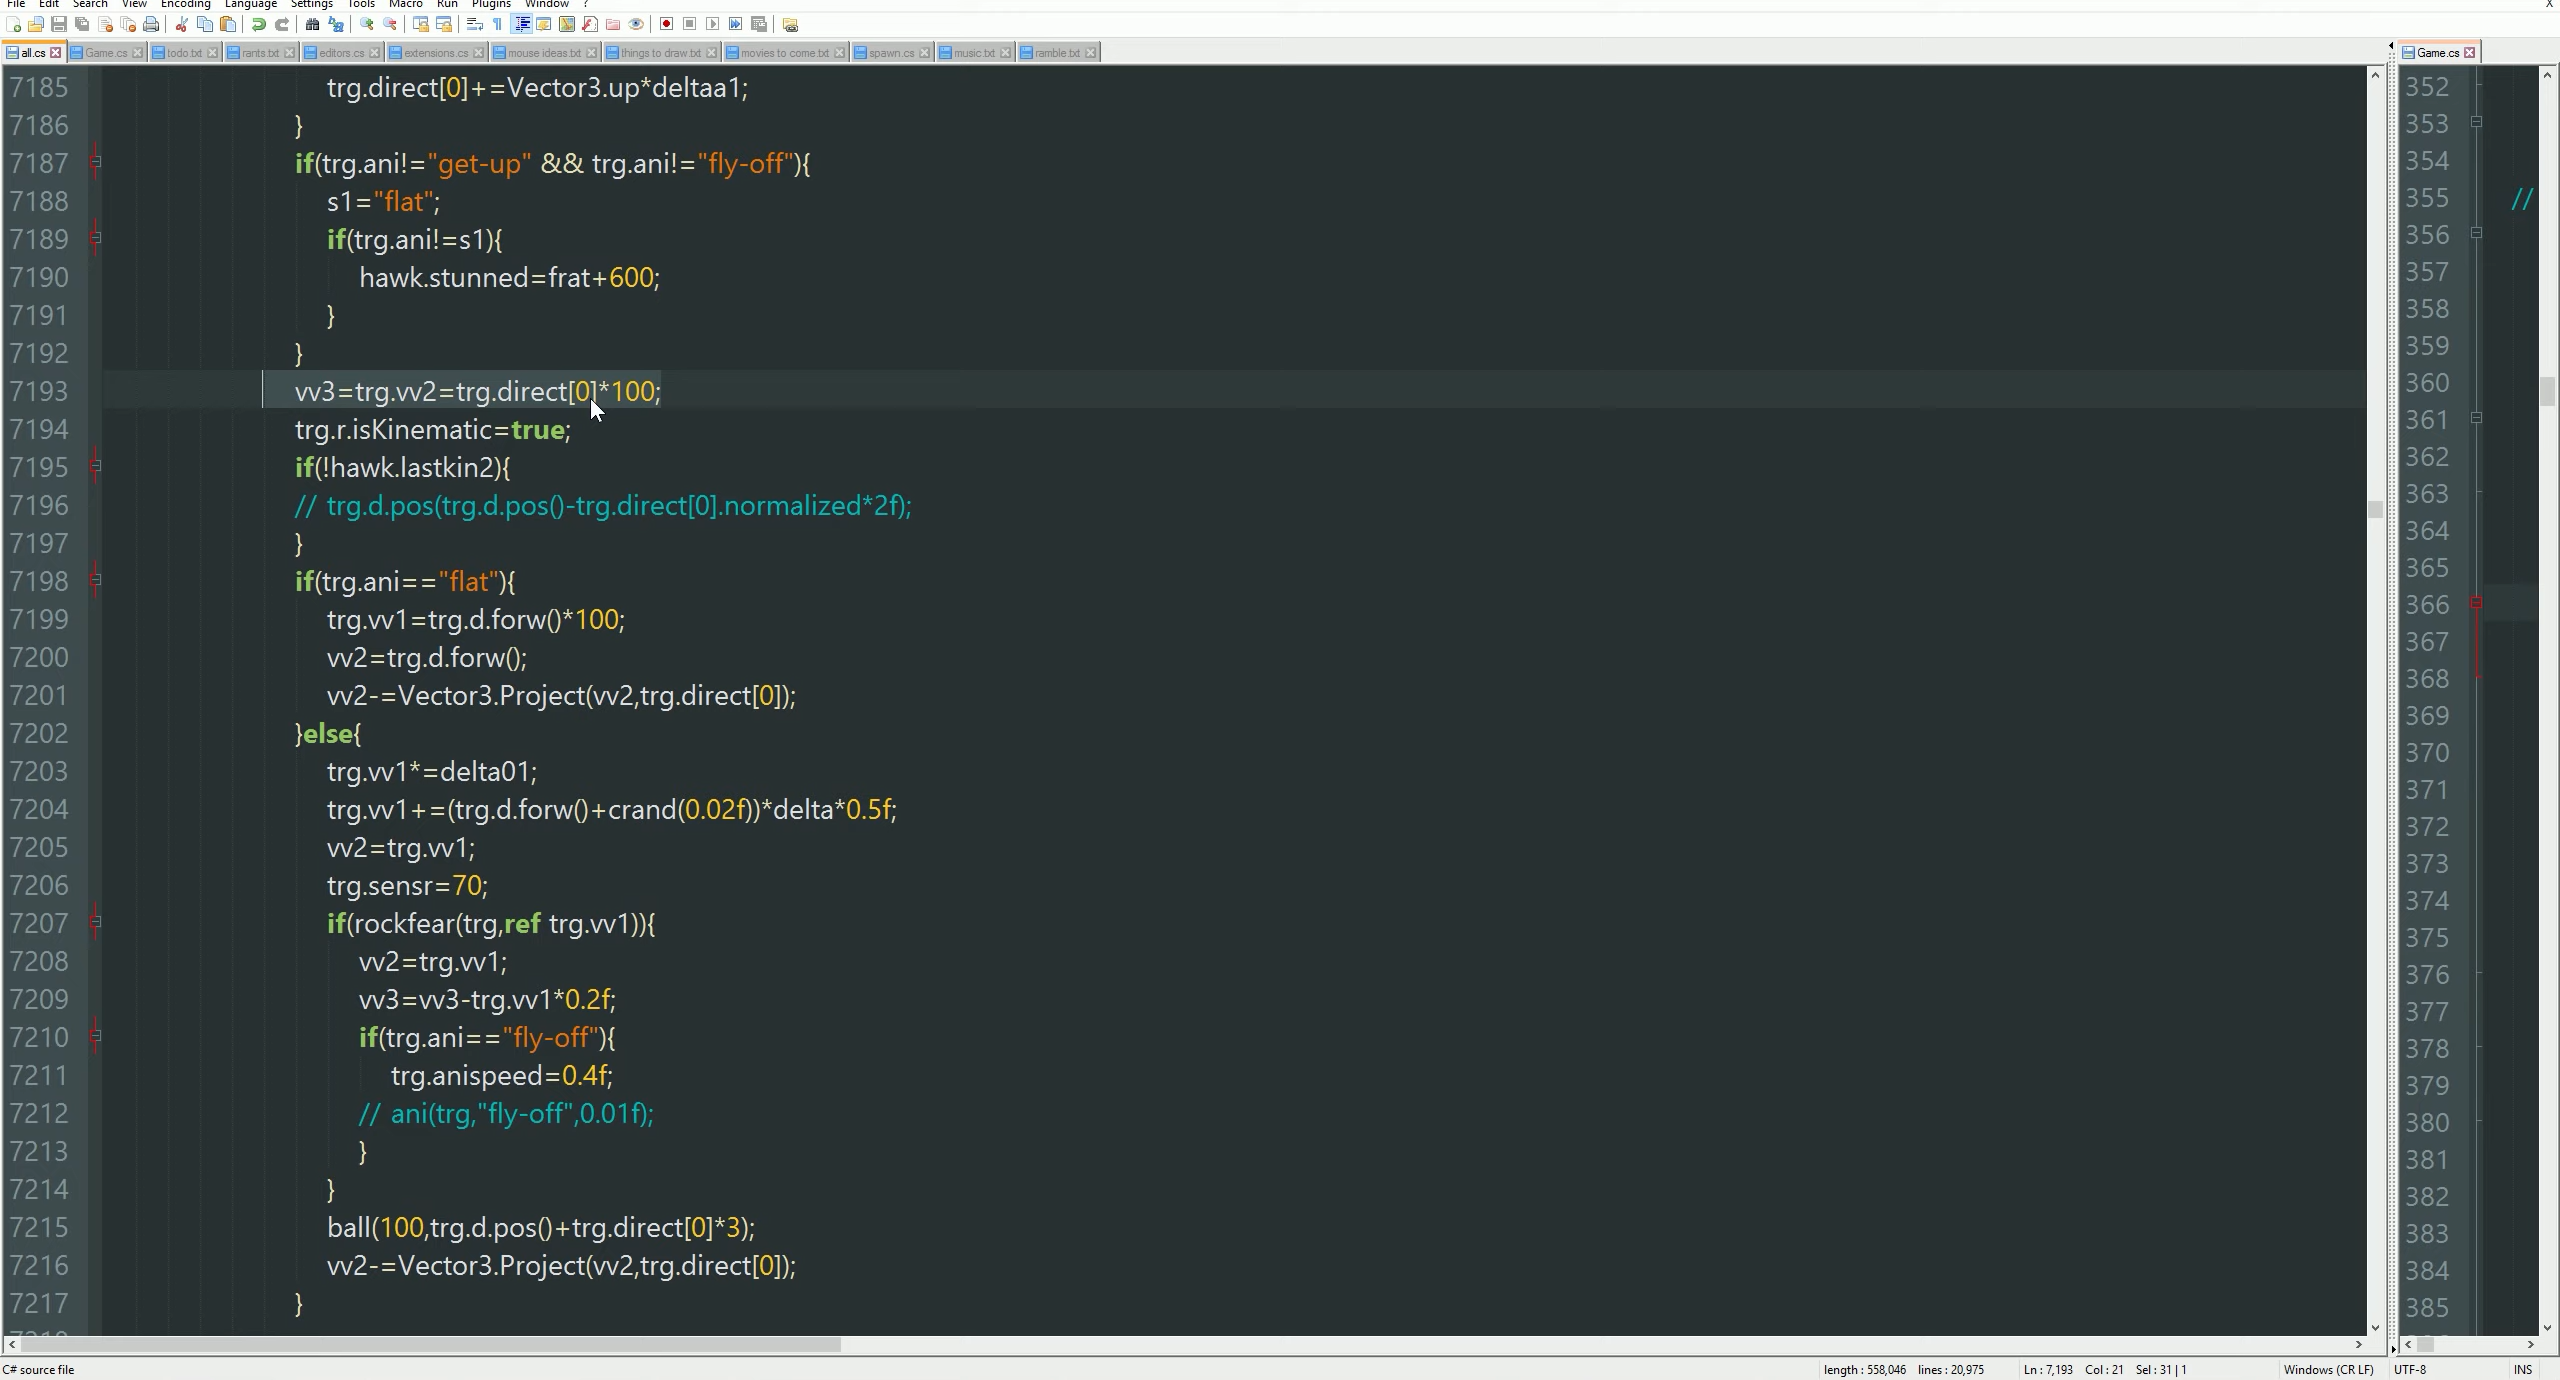 File Edit Search View Encoding Language Settings Tools Macro Run Plugins Window ? X
all.cs Game.cs todo.txt rants.txt editors.cs extensions.cs mouse ideas.txt things to draw.txt movies to come.txt spawn.cs music.txt ramble.txt
7185 trg.direct[0]+=Vector3.up*deltaa1;
7186 }
7187 if(trg.ani!="get-up" && trg.ani!="fly-off"){
7188 s1="flat";
7189 if(trg.ani!=s1){
7190 hawk.stunned=frat+600;
7191 }
7192 }
7193 vv3=trg.vv2=trg.direct[0]*100;
7194 trg.r.isKinematic=true;
7195 if(!hawk.lastkin2){
7196 // trg.d.pos(trg.d.pos()-trg.direct[0].normalized*2f);
7197 }
7198 if(trg.ani=="flat"){
7199 trg.vv1=trg.d.forw()*100;
7200 vv2=trg.d.forw();
7201 vv2-=Vector3.Project(vv2,trg.direct[0]);
7202 }else{
7203 trg.vv1*=delta01;
7204 trg.vv1+=(trg.d.forw()+crand(0.02f))*delta*0.5f;
7205 vv2=trg.vv1;
7206 trg.sensr=70;
7207 if(rockfear(trg,ref trg.vv1)){
7208 vv2=trg.vv1;
7209 vv3=vv3-trg.vv1*0.2f;
7210 if(trg.ani=="fly-off"){
7211 trg.anispeed=0.4f;
7212 // ani(trg,"fly-off",0.01f);
7213 }
7214 }
7215 ball(100,trg.d.pos()+trg.direct[0]*3);
7216 vv2-=Vector3.Project(vv2,trg.direct[0]);
7217 }
Game.cs
352
353
354
355 //
356
357
358
359
360
361
362
363
364
365
366
367
368
369
370
371
372
373
374
375
376
377
378
379
380
381
382
383
384
385
C# source file length : 558,046 lines : 20,975 Ln : 7,193 Col : 21 Sel : 31 | 1 Windows (CR LF) UTF-8 INS